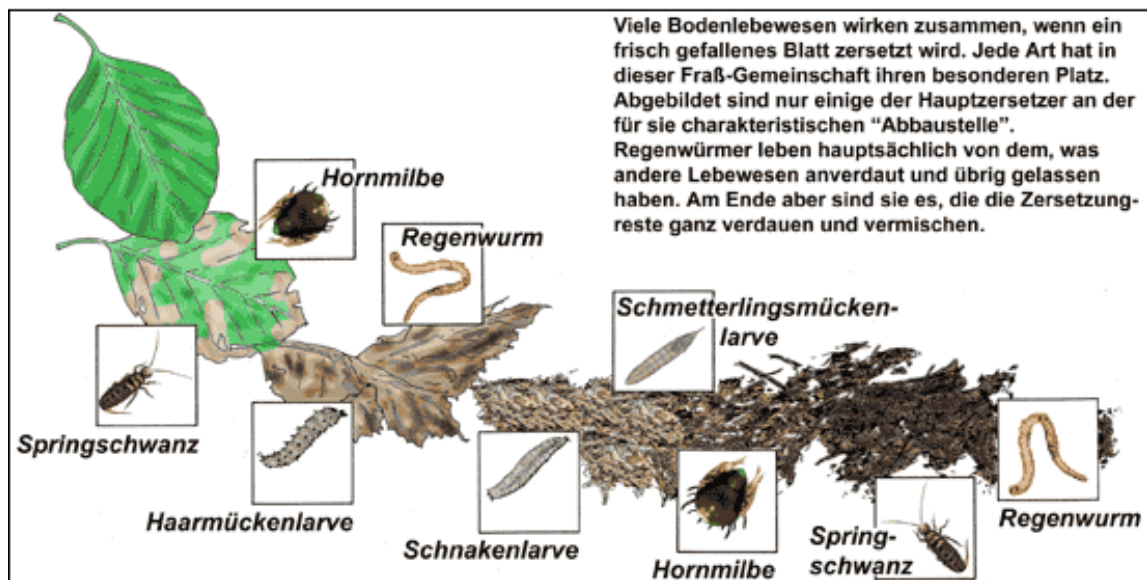 Viele Bodenlebewesen wirken zusammen, wenn ein
frisch gefallenes Blatt zersetzt wird. Jede Art hat in
dieser Fraß-Gemeinschaft ihren besonderen Platz.
Abgebildet sind nur einige der Hauptzersetzer an der
für sie charakteristischen “Abbaustelle”.
Regenwürmer leben hauptsächlich von dem, was
andere Lebewesen anverdaut und übrig gelassen
haben. Am Ende aber sind sie es, die die Zersetzung-
reste ganz verdauen und vermischen.
Hornmilbe
Regenwurm
Schmetterlingsmücken-
larve
Springschwanz
Haarmückenlarve
Schnakenlarve
Hornmilbe
Spring-
schwanz
Regenwurm